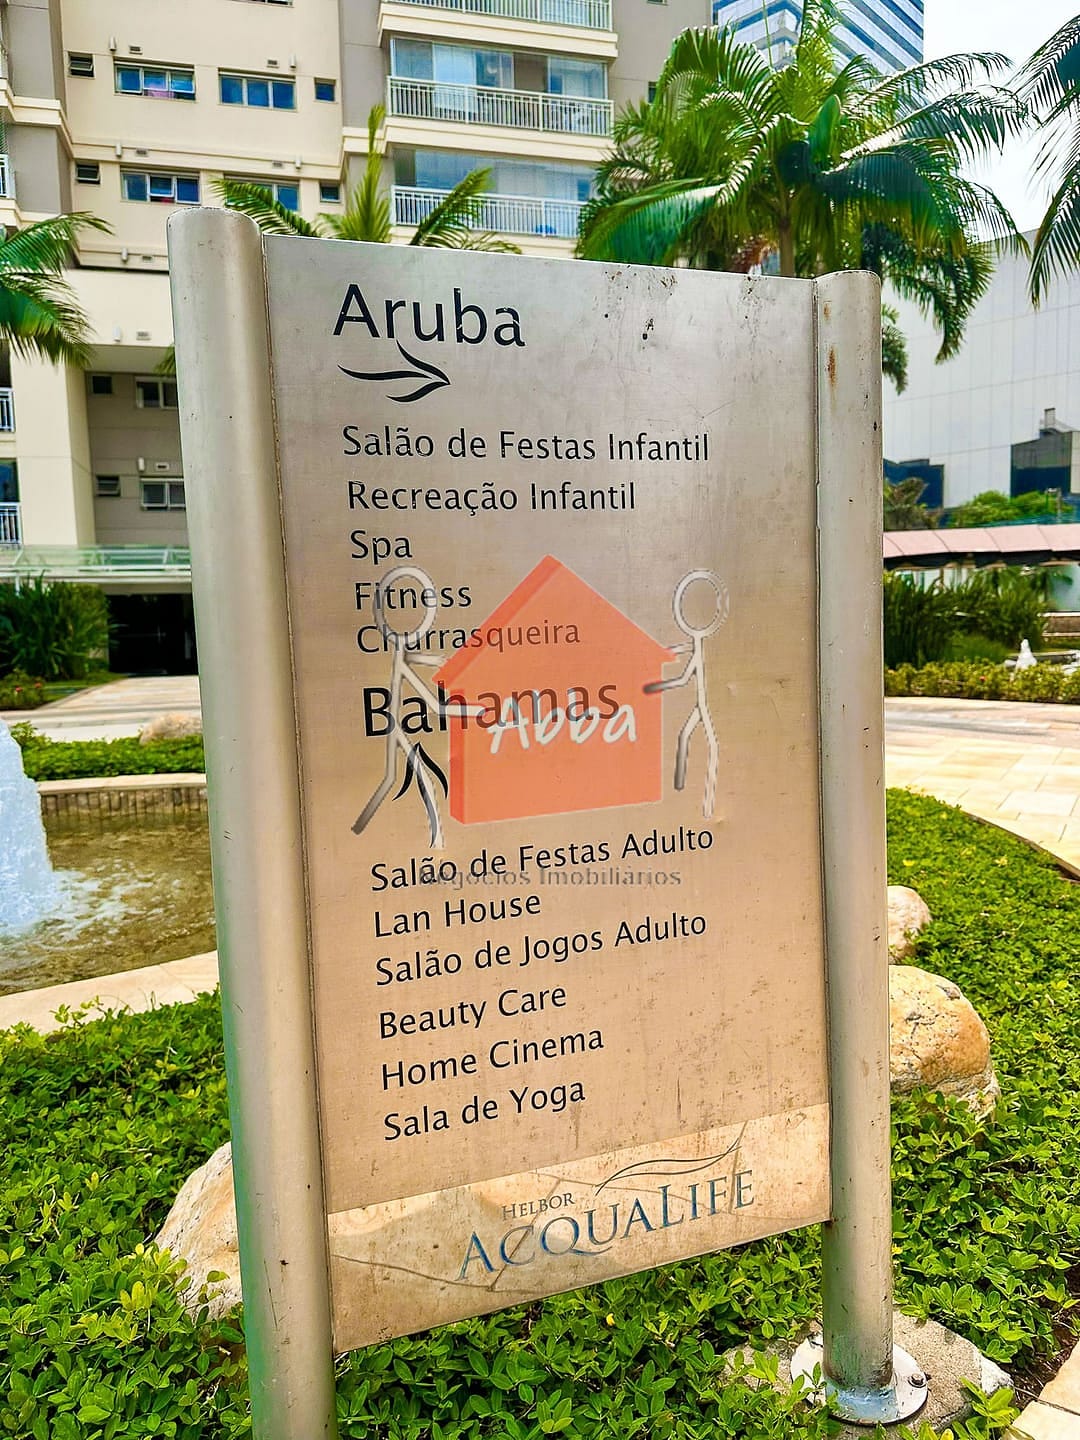 Aruba
Salão de Festas Infantil
Recreação Infantil
Spa
Fitness
Churrasqueira
Bahamas
Abba
Salão de Festas Adulto
Negócios Imobiliários
Lan House
Salão de Jogos Adulto
Beauty Care
Home Cinema
Sala de Yoga
HELBOR
ACQUALIFE